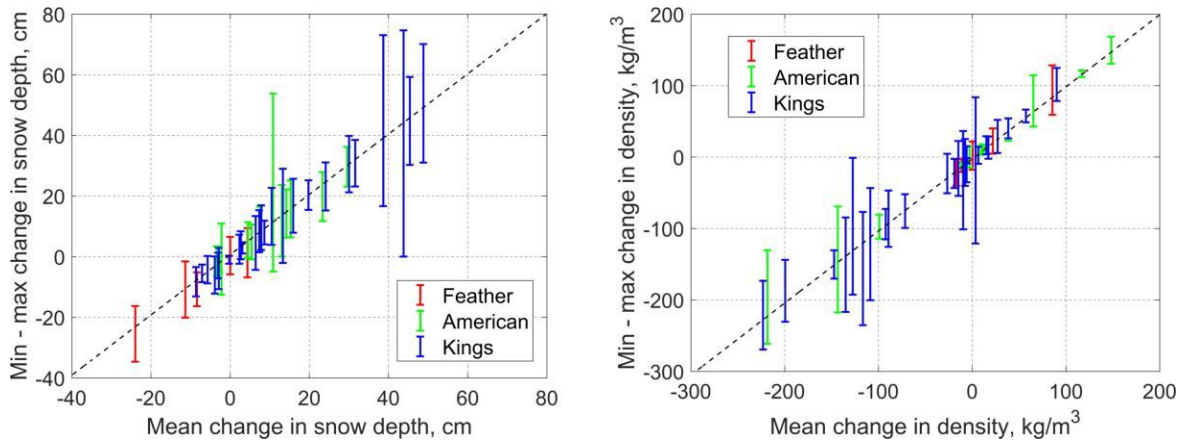 Min - max change in snow depth, cm
80
60
40
20
0
-20
-40
-40 -20 0 20 40 60 80
Mean change in snow depth, cm
Feather
American
Kings
Min - max change in density, kg/m³
200
100
0
-100
-200
-300
-300 -200 -100 0 100 200
Mean change in density, kg/m³
Feather
American
Kings